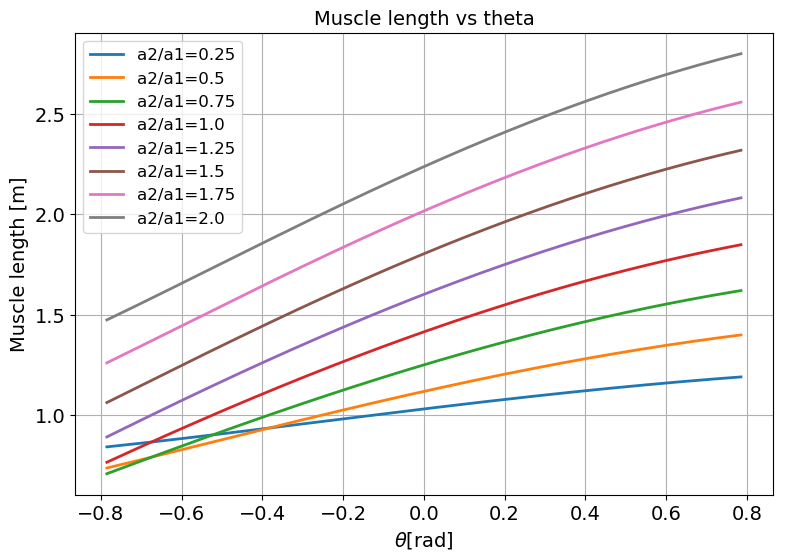 Muscle length vs theta
a2/a1=0.25
a2/a1=0.5
a2/a1=0.75
a2/a1=1.0
a2/a1=1.25
a2/a1=1.5
a2/a1=1.75
a2/a1=2.0
Muscle length [m]
2.5
2.0
1.5
1.0
−0.8 −0.6 −0.4 −0.2 0.0 0.2 0.4 0.6 0.8
θ[rad]